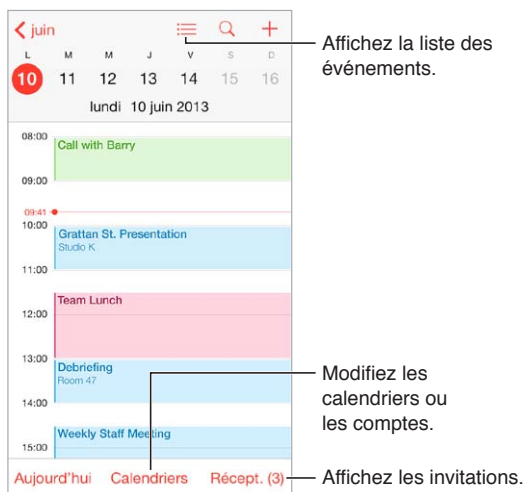 juin
L M M J V S D
10 11 12 13 14 15 16
lundi 10 juin 2013
Affichez la liste des
événements.
08:00
Call with Barry
09:00
09:41
10:00
Grattan St. Presentation
Studio K
11:00
Team Lunch
12:00
13:00
Debriefing
Room 47
14:00
Weekly Staff Meeting
15:00
Modifiez les
calendriers ou
les comptes.
Aujourd'hui Calendriers Récept. (3)
Affichez les invitations.